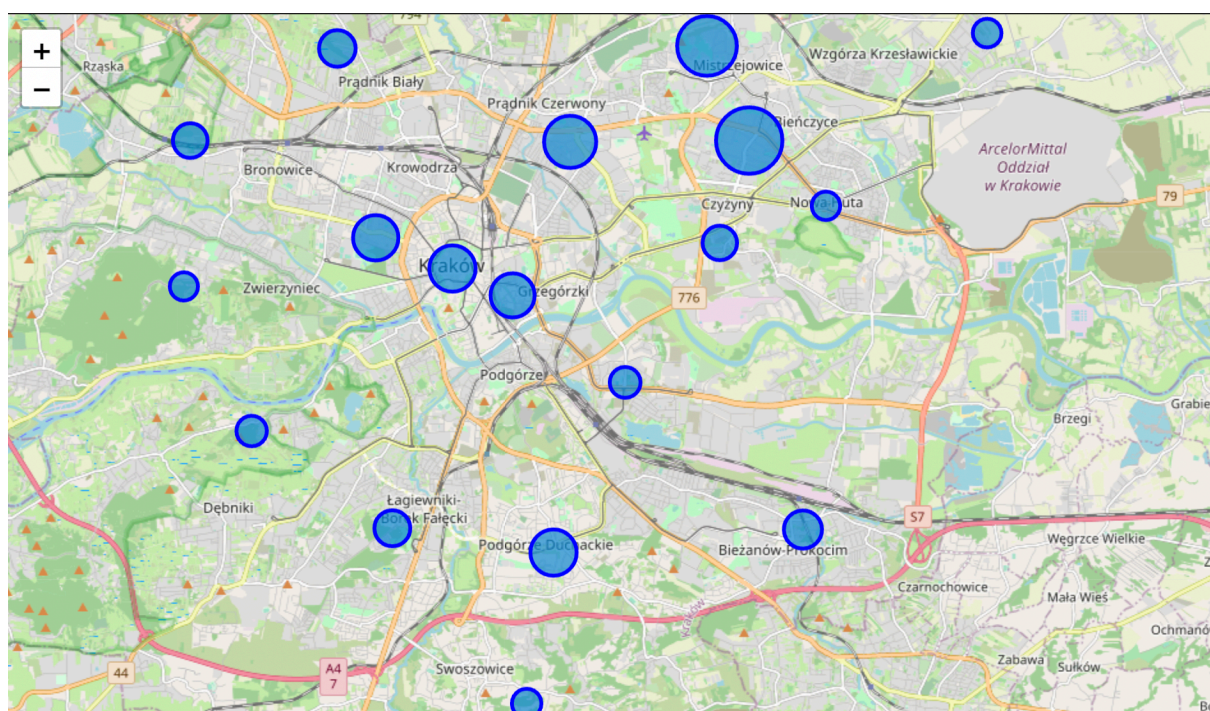 794
+
−
Rząska
Prądnik Biały
Mistrzejowice
Wzgórza Krzesławickie
Prądnik Czerwony
Bieńczyce
ArcelorMittal
Oddział
w Krakowie
Bronowice
Krowodrza
79
Czyżyny
Nowa Huta
Kraków
Zwierzyniec
Grzegórzki
776
Podgórze
Grabie
Brzegi
Dębniki
Łagiewniki-
Borek Fałęcki
S7
Podgórze Duchackie
Bieżanów-Prokocim
Węgrzce Wielkie
Czarnochowice
Mała Wieś
Kraków
Ochmanów
Swoszowice
Zabawa
Sułków
44
A4
7